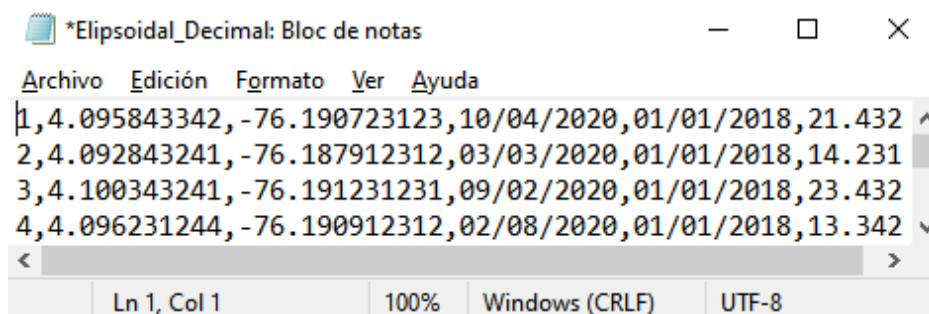 *Elipsoidal_Decimal: Bloc de notas
Archivo Edición Formato Ver Ayuda
1,4.095843342,-76.190723123,10/04/2020,01/01/2018,21.432
2,4.092843241,-76.187912312,03/03/2020,01/01/2018,14.231
3,4.100343241,-76.191231231,09/02/2020,01/01/2018,23.432
4,4.096231244,-76.190912312,02/08/2020,01/01/2018,13.342
Ln 1, Col 1 100% Windows (CRLF) UTF-8